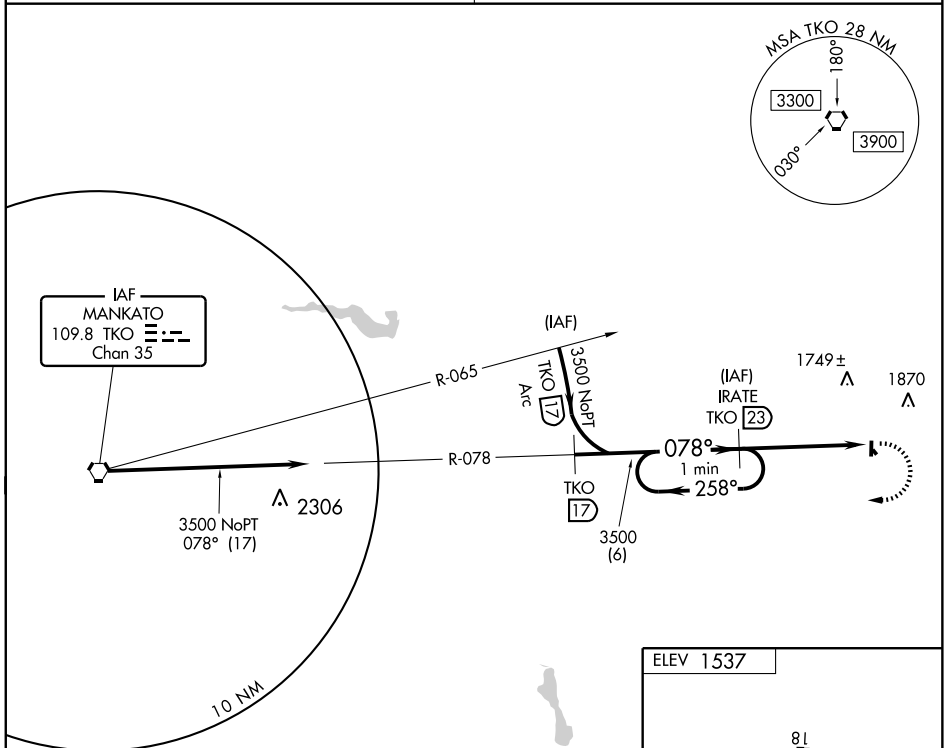 MSA TKO 28 NM
180°
3300
3900
030°
IAF
MANKATO
109.8 TKO
Chan 35
(IAF)
R-065
3500 NoPT
TKO 17
Arc
1749 ±
1870
(IAF)
IRATE
TKO 23
R-078
078°
1 min
258°
TKO
17
2306
3500 NoPT
078° (17)
3500
(6)
10 NM
ELEV 1537
18